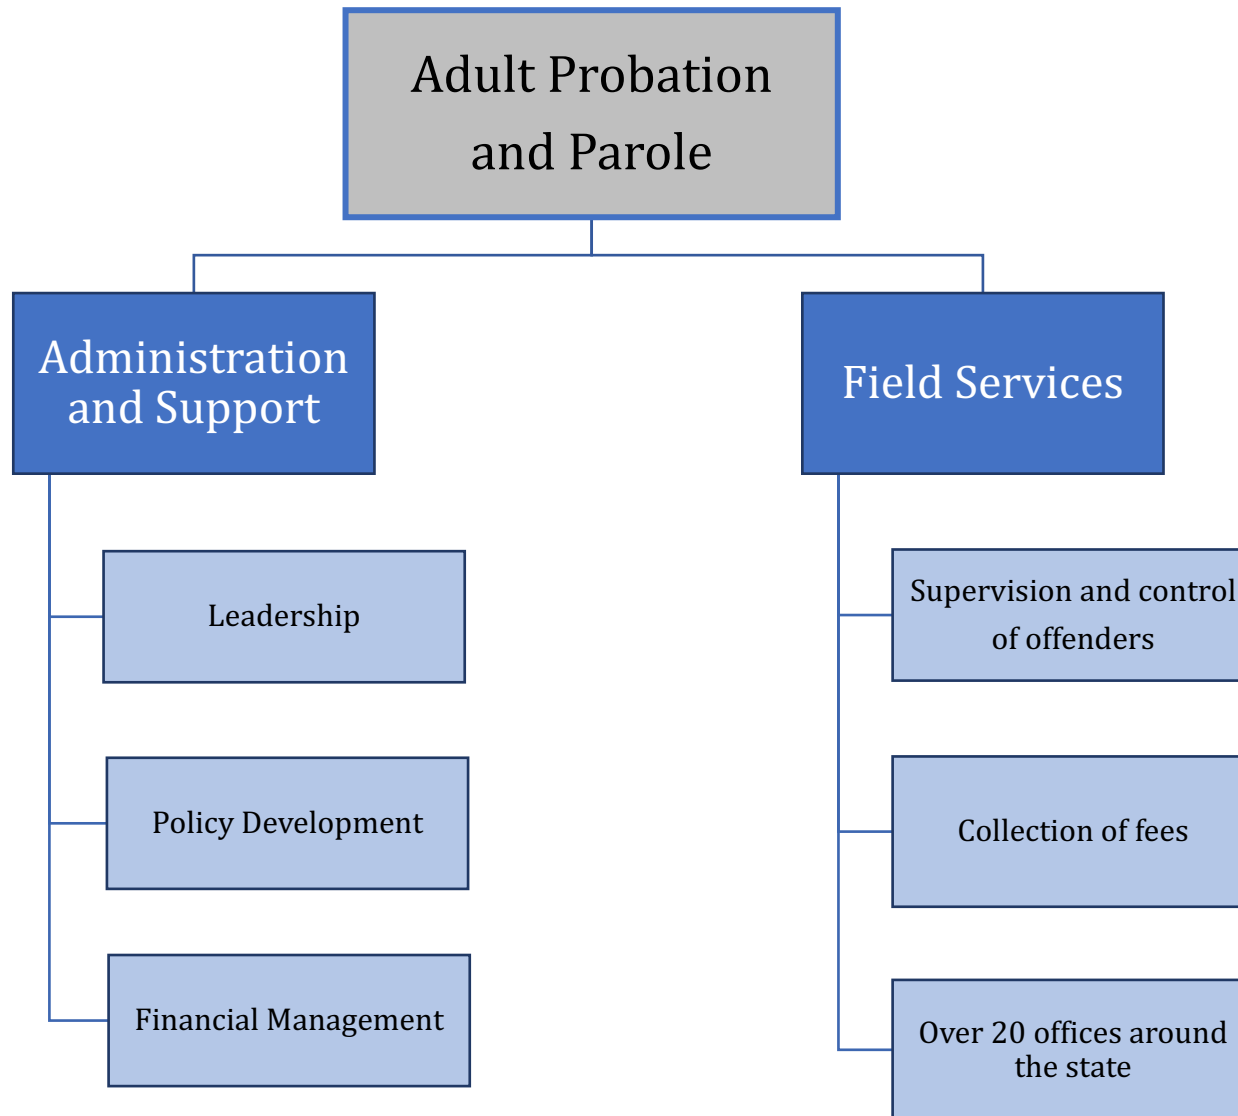 Adult Probation
and Parole
Administration
and Support
Field Services
Leadership
Supervision and control
of offenders
Policy Development
Collection of fees
Financial Management
Over 20 offices around
the state